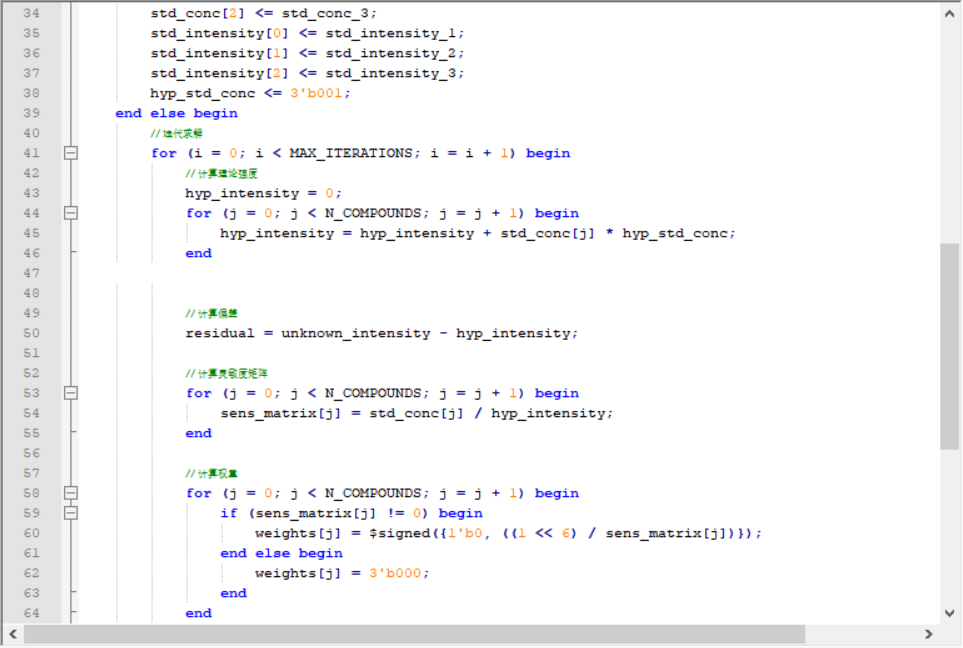 34 std_conc[2] <= std_conc_3;
35 std_intensity[0] <= std_intensity_1;
36 std_intensity[1] <= std_intensity_2;
37 std_intensity[2] <= std_intensity_3;
38 hyp_std_conc <= 3'b001;
39 end else begin
40 //迭代求解
41 for (i = 0; i < MAX_ITERATIONS; i = i + 1) begin
42 //计算理论强度
43 hyp_intensity = 0;
44 for (j = 0; j < N_COMPOUNDS; j = j + 1) begin
45 hyp_intensity = hyp_intensity + std_conc[j] * hyp_std_conc;
46 end
47
48
49 //计算偏差
50 residual = unknown_intensity - hyp_intensity;
51
52 //计算灵敏度矩阵
53 for (j = 0; j < N_COMPOUNDS; j = j + 1) begin
54 sens_matrix[j] = std_conc[j] / hyp_intensity;
55 end
56
57 //计算权重
58 for (j = 0; j < N_COMPOUNDS; j = j + 1) begin
59 if (sens_matrix[j] != 0) begin
60 weights[j] = $signed({1'b0, ((1 << 6) / sens_matrix[j])});
61 end else begin
62 weights[j] = 3'b000;
63 end
64 end